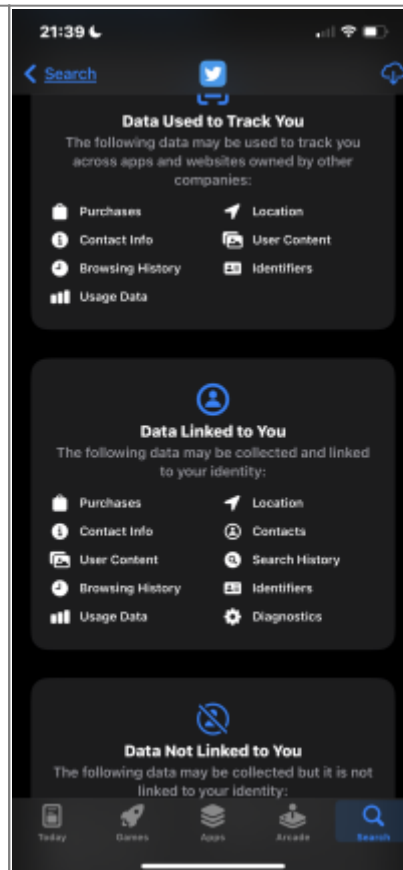 21:39
Search
Data Used to Track You
The following data may be used to track you
across apps and websites owned by other
companies:
Purchases
Location
Contact Info
User Content
Browsing History
Identifiers
Usage Data
Data Linked to You
The following data may be collected and linked
to your identity:
Purchases
Location
Contact Info
Contacts
User Content
Search History
Browsing History
Identifiers
Usage Data
Diagnostics
Data Not Linked to You
The following data may be collected but it is not
linked to your identity:
Today
Games
Apps
Arcade
Search